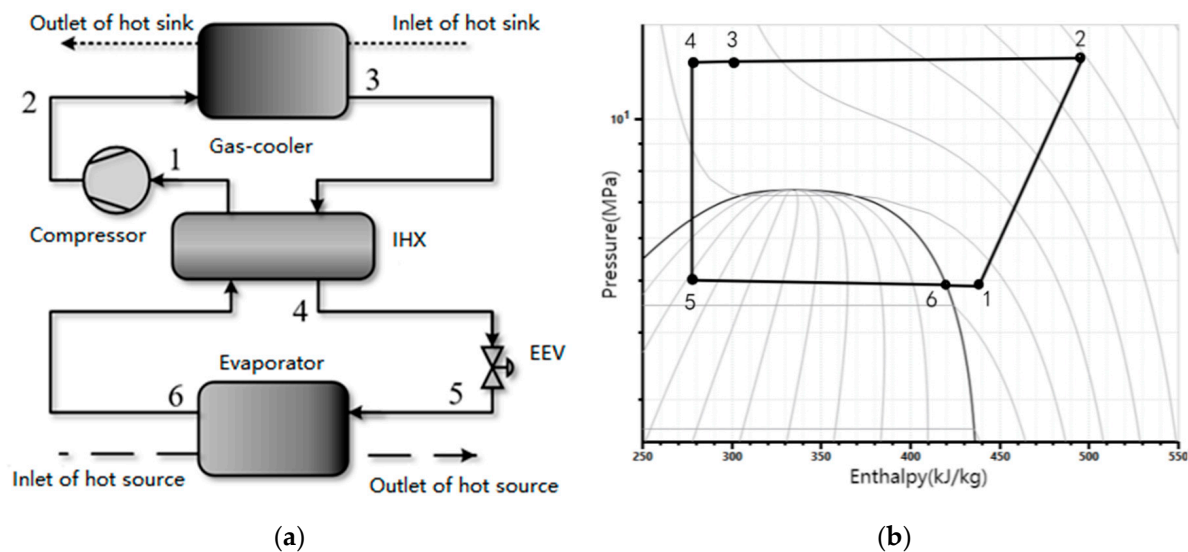 Outlet of hot sink
Inlet of hot sink
2
3
Gas-cooler
1
Compressor
IHX
4
EEV
Evaporator
6
5
Inlet of hot source
Outlet of hot source
(a)
4
3
2
10¹
Pressure(MPa)
5
6
1
250
300
350
400
450
500
550
Enthalpy(kJ/kg)
(b)